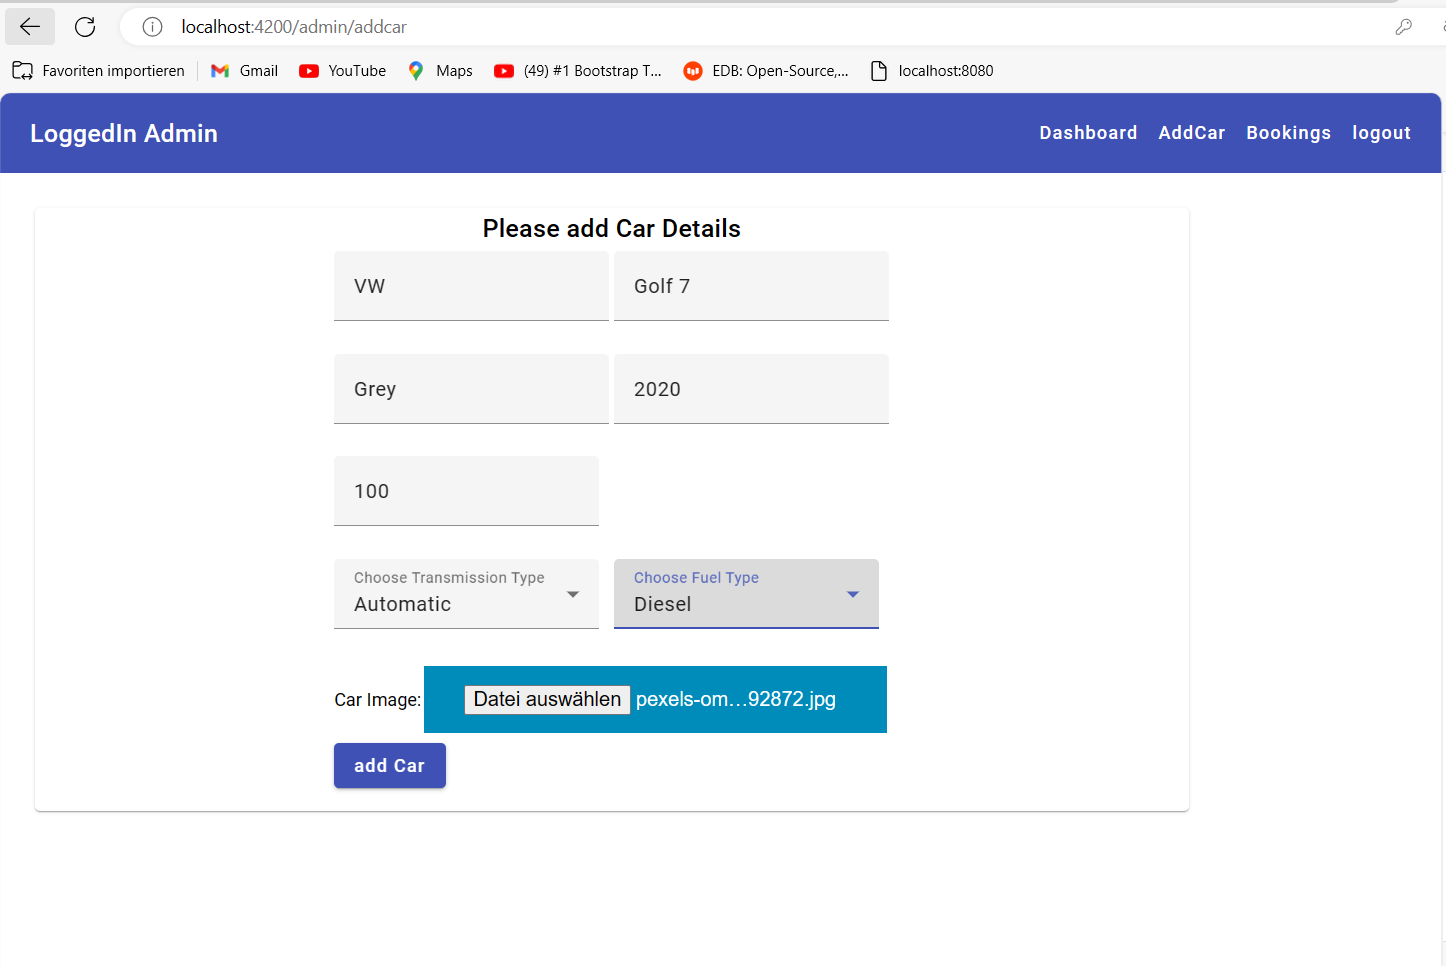 localhost:4200/admin/addcar
Favoriten importieren Gmail YouTube Maps (49) #1 Bootstrap T... EDB: Open-Source,... localhost:8080
LoggedIn Admin Dashboard AddCar Bookings logout
Please add Car Details
VW Golf 7
Grey 2020
100
Choose Transmission Type Choose Fuel Type
Automatic Diesel
Car Image: Datei auswählen pexels-om...92872.jpg
add Car